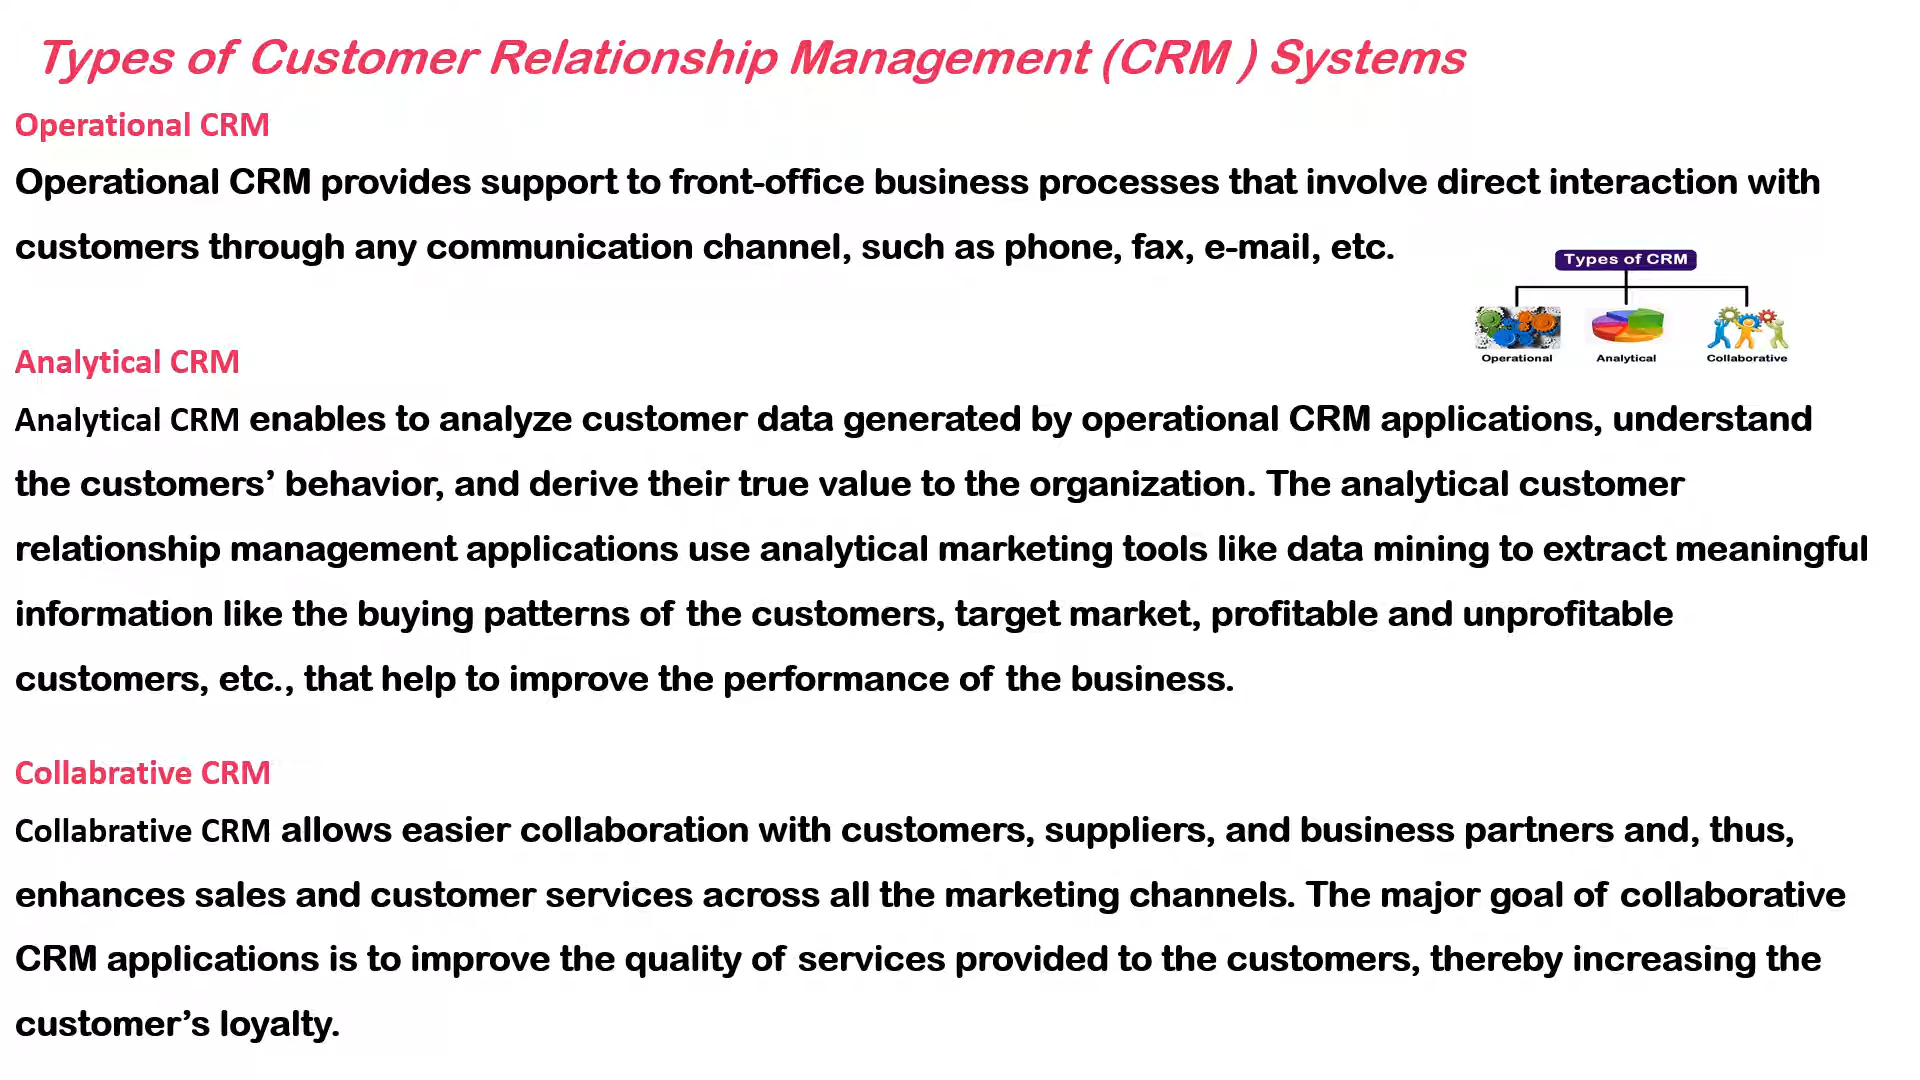 Types of Customer Relationship Management (CRM ) Systems
Operational CRM
Operational CRM provides support to front-office business processes that involve direct interaction with
customers through any communication channel, such as phone, fax, e-mail, etc.
Types of CRM
Operational
Analytical
Collaborative
Analytical CRM
Analytical CRM enables to analyze customer data generated by operational CRM applications, understand
the customers’ behavior, and derive their true value to the organization. The analytical customer
relationship management applications use analytical marketing tools like data mining to extract meaningful
information like the buying patterns of the customers, target market, profitable and unprofitable
customers, etc., that help to improve the performance of the business.
Collabrative CRM
Collabrative CRM allows easier collaboration with customers, suppliers, and business partners and, thus,
enhances sales and customer services across all the marketing channels. The major goal of collaborative
CRM applications is to improve the quality of services provided to the customers, thereby increasing the
customer’s loyalty.